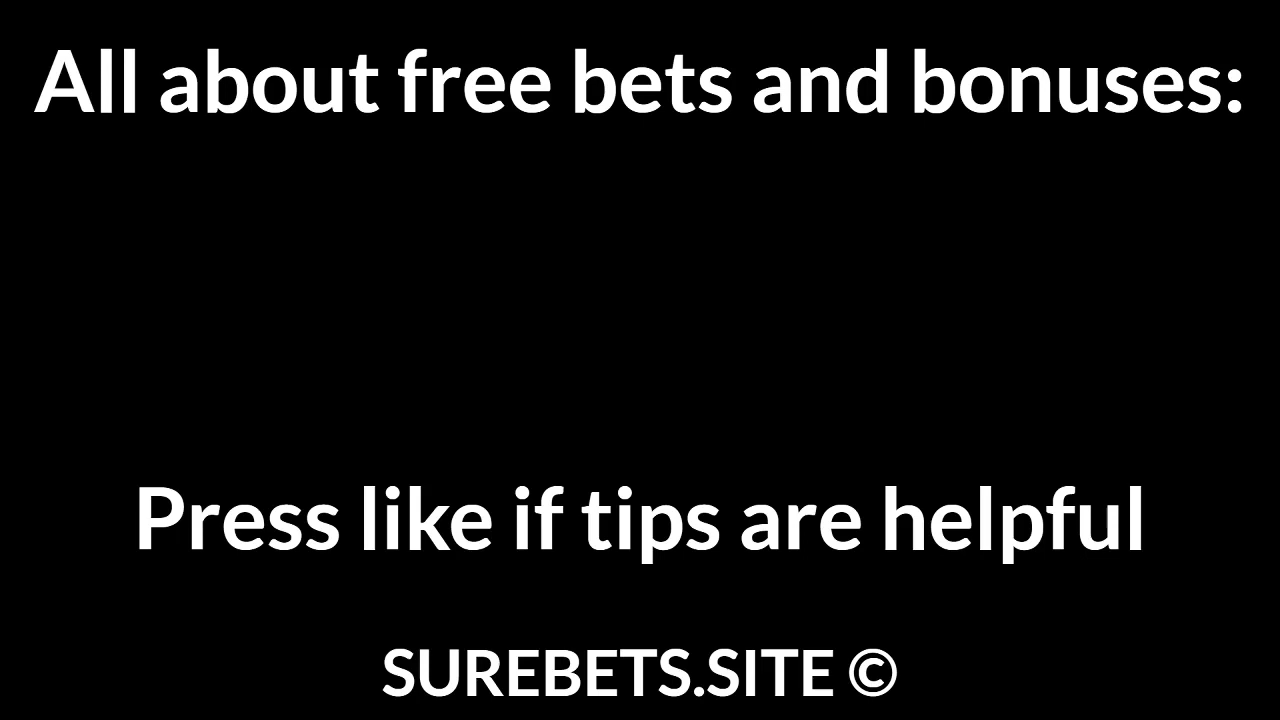 All about free bets and bonuses:
Press like if tips are helpful
SUREBETS.SITE ©